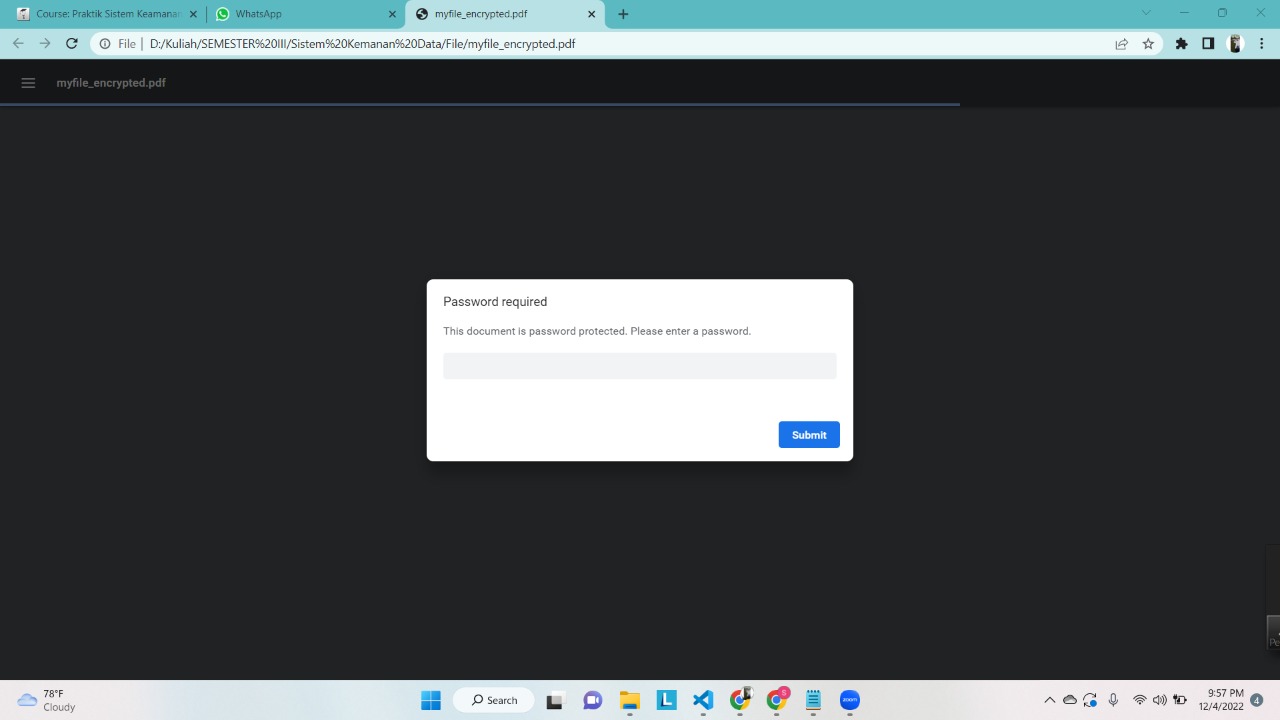 Course: Praktik Sistem Keamanan
WhatsApp
myfile_encrypted.pdf
File
D:/Kuliah/SEMESTER%20III/Sistem%20Kemanan%20Data/File/myfile_encrypted.pdf
myfile_encrypted.pdf
Password required
This document is password protected. Please enter a password.
Submit
Pe
78°F
Cloudy
Search
L
S
zoom
9:57 PM
12/4/2022
4